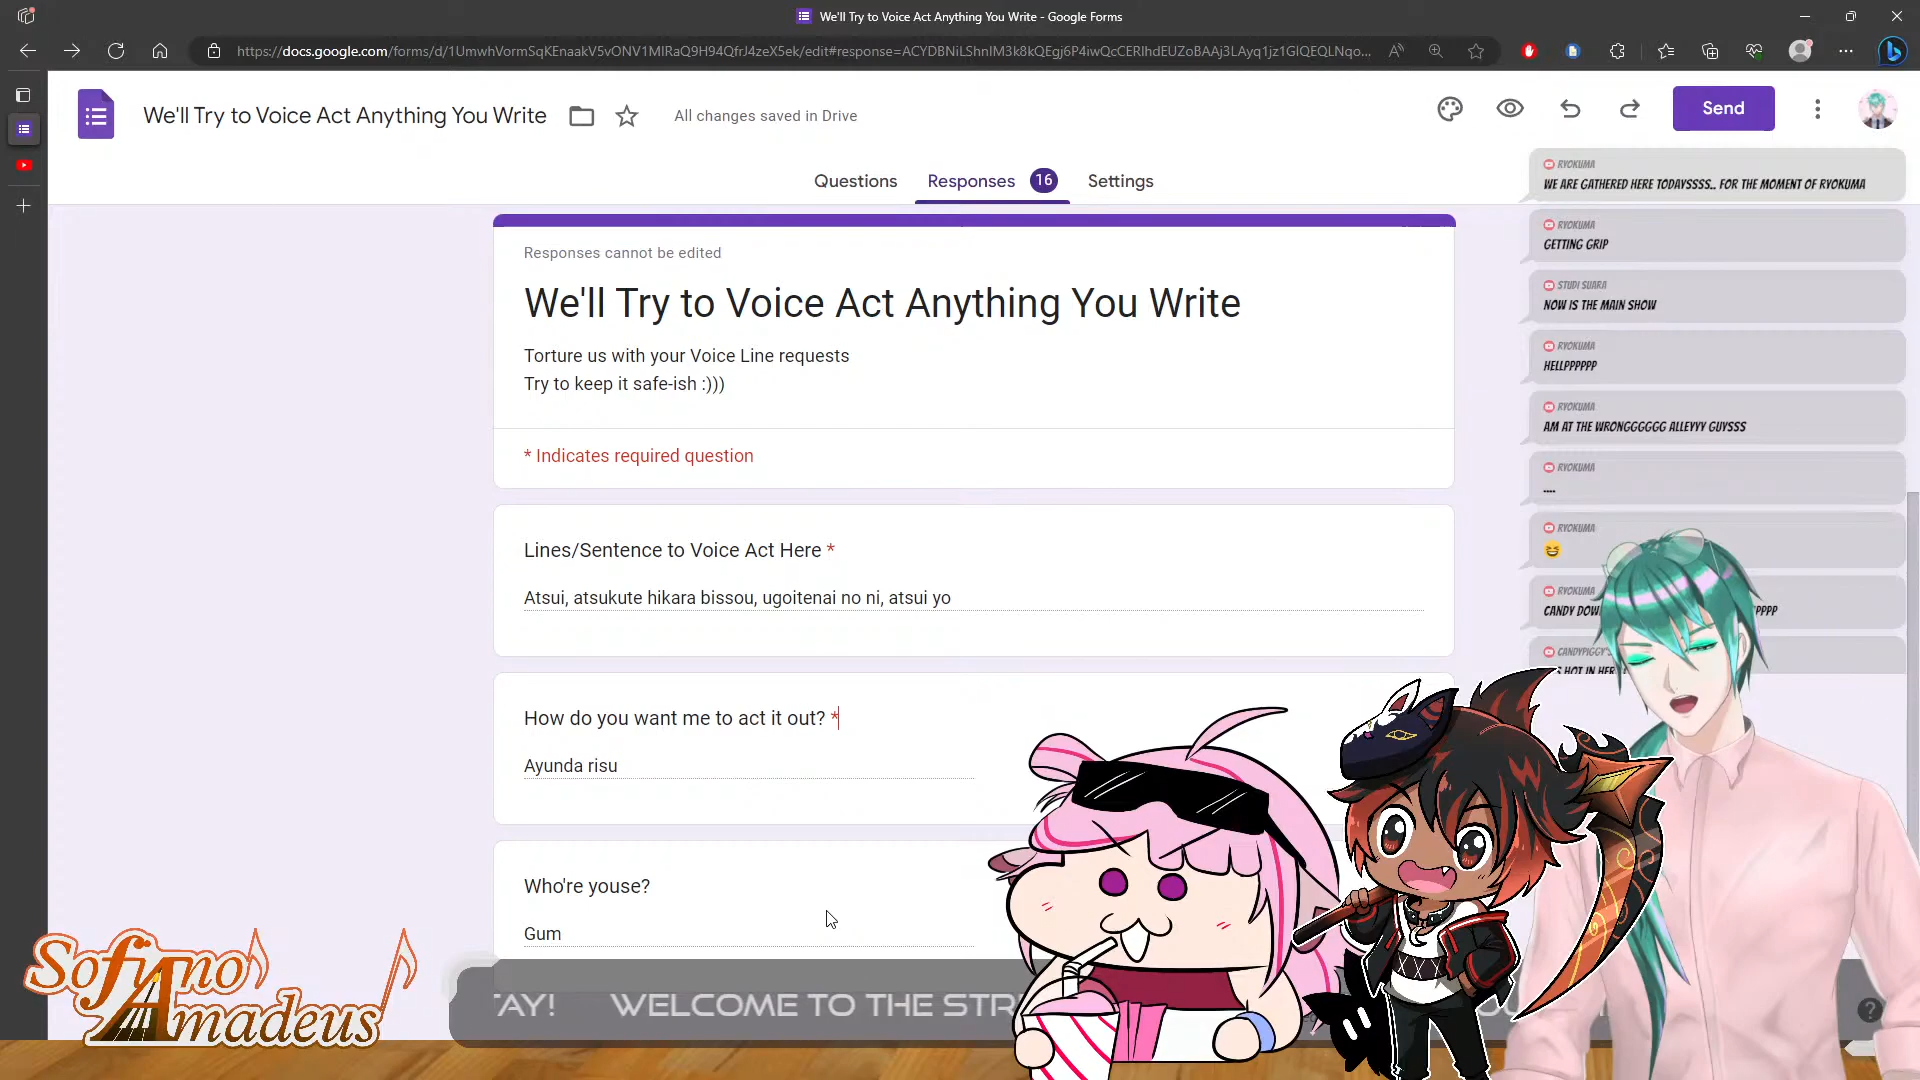 We'll Try to Voice Act Anything You Write - Google Forms
https://docs.google.com/forms/d/1UmwhVormSqKEnaakV5vONV1MIRaQ9H94QfrJ4zeX5ek/edit#response=ACYDBNiLShnIM3k8kQEgj6P4iwQcCERlhdEUZoBAAj3LAyq1jz1GlQEQLNqo...
We'll Try to Voice Act Anything You Write
All changes saved in Drive
Send
Questions
Responses 16
Settings
Responses cannot be edited
We'll Try to Voice Act Anything You Write
Torture us with your Voice Line requests
Try to keep it safe-ish :)))
* Indicates required question
Lines/Sentence to Voice Act Here *
Atsui, atsukute hikara bissou, ugoitenai no ni, atsui yo
How do you want me to act it out? *
Ayunda risu
Who're youse?
Gum
RYOKUMA
WE ARE GATHERED HERE TODAYSSSS.. FOR THE MOMENT OF RYOKUMA
RYOKUMA
GETTING GRIP
STUDI SUARA
NOW IS THE MAIN SHOW
RYOKUMA
HELLPPPPPP
RYOKUMA
AM AT THE WRONGGGGGG ALLEYYY GUYSSS
RYOKUMA
....
RYOKUMA
😆
RYOKUMA
CANDY
Sofiano
Amadeus
TAY! WELCOME TO THE